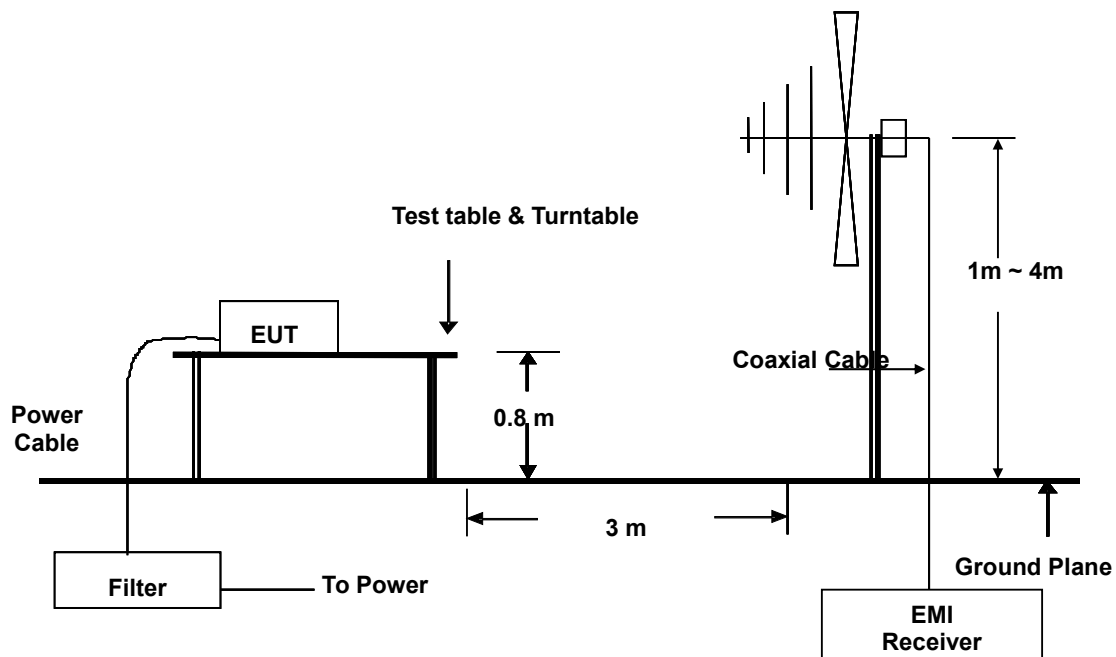 Test table & Turntable
1m ~ 4m
EUT
Coaxial Cable
0.8 m
Power
Cable
3 m
Ground Plane
Filter
To Power
EMI
Receiver